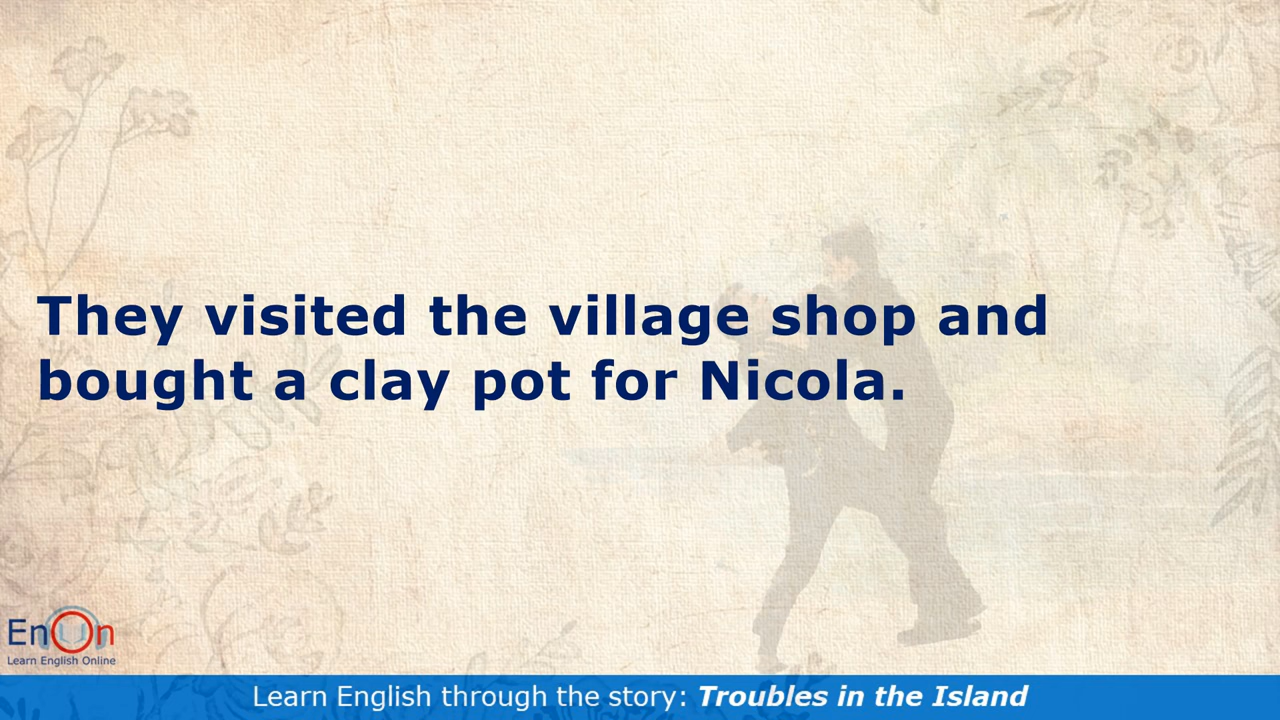 They visited the village shop and
bought a clay pot for Nicola.
EnOn
Learn English Online
Learn English through the story: Troubles in the Island